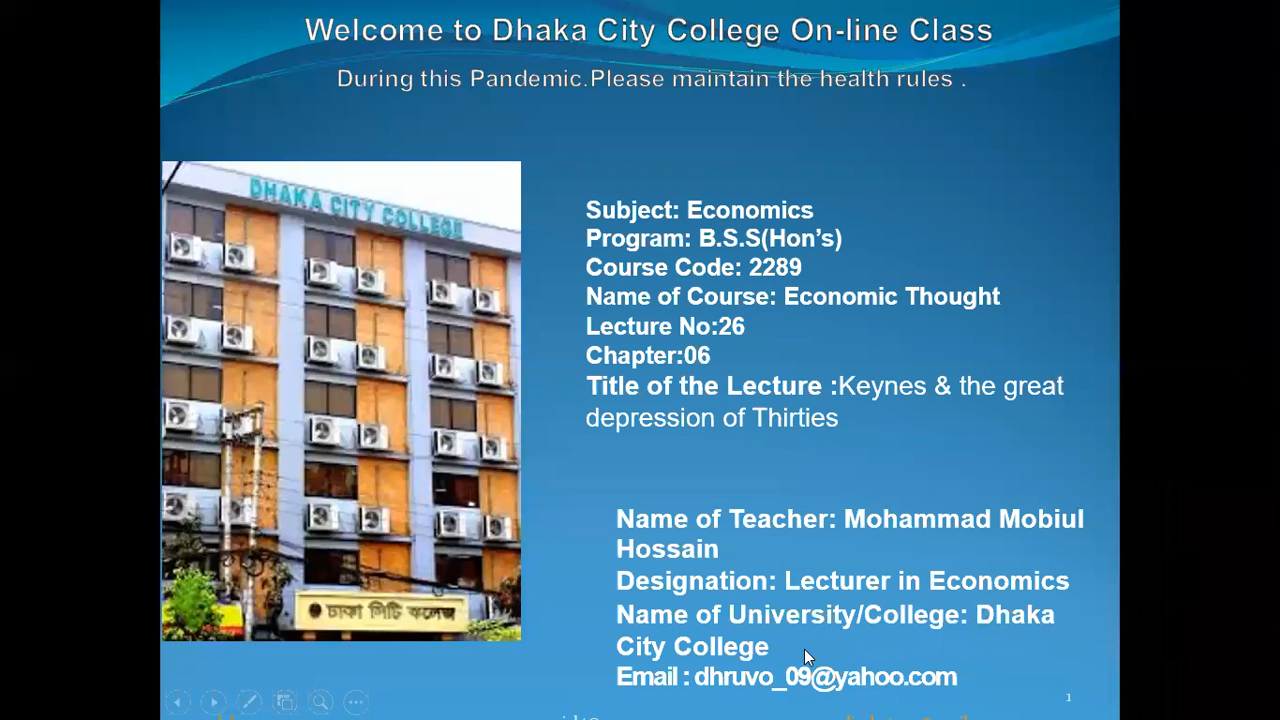 Welcome to Dhaka City College On-line Class
During this Pandemic.Please maintain the health rules .
DHAKA CITY COLLEGE
ঢাকা সিটি কলেজ
Subject: Economics
Program: B.S.S(Hon’s)
Course Code: 2289
Name of Course: Economic Thought
Lecture No:26
Chapter:06
Title of the Lecture :Keynes & the great
depression of Thirties
Name of Teacher: Mohammad Mobiul
Hossain
Designation: Lecturer in Economics
Name of University/College: Dhaka
City College
Email : dhruvo_09@yahoo.com
1